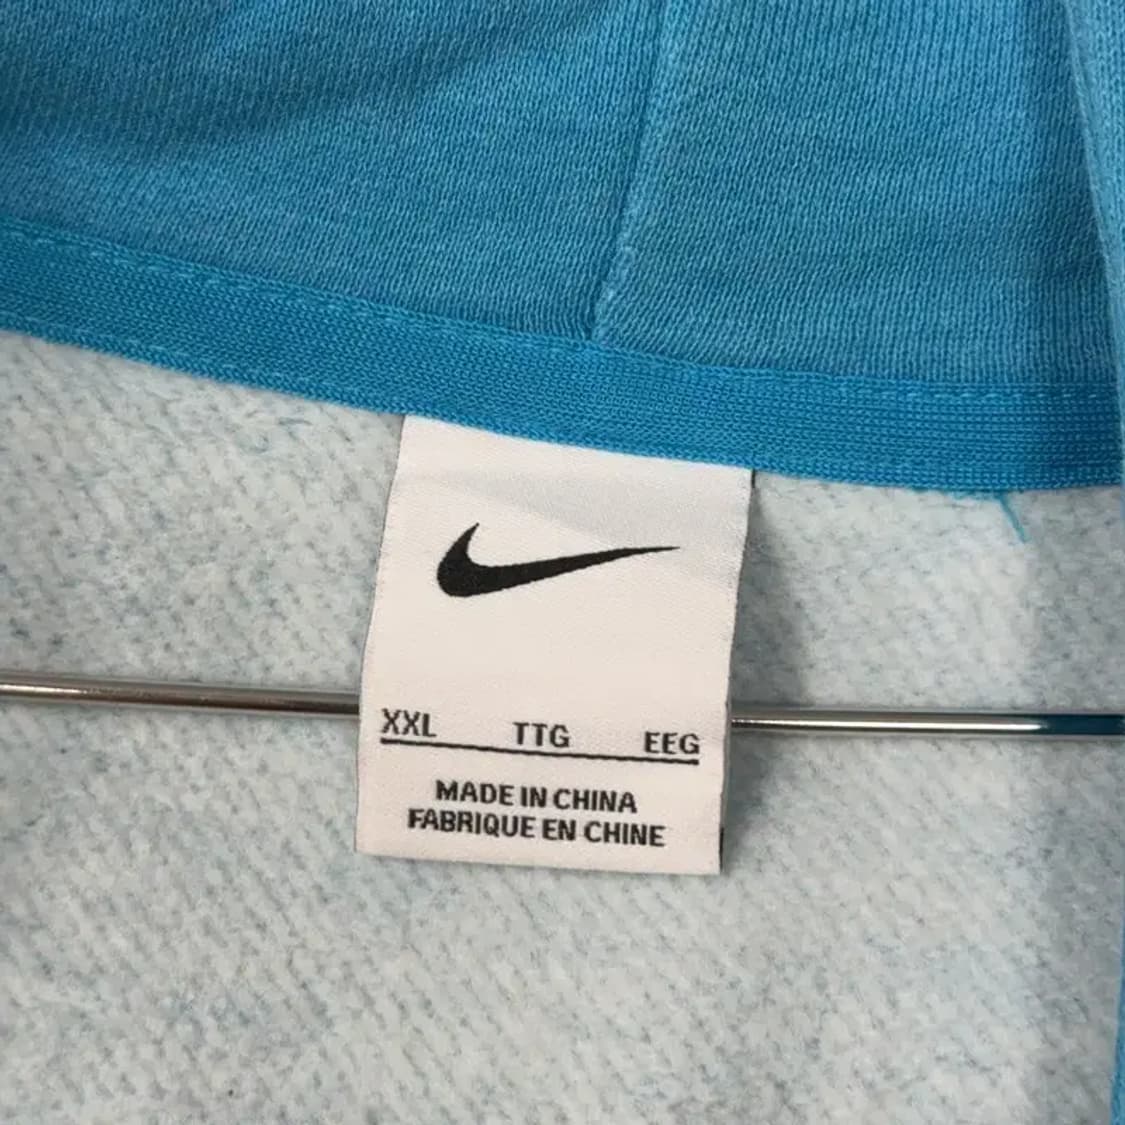 XXL TTG EEG
MADE IN CHINA
FABRIQUE EN CHINE